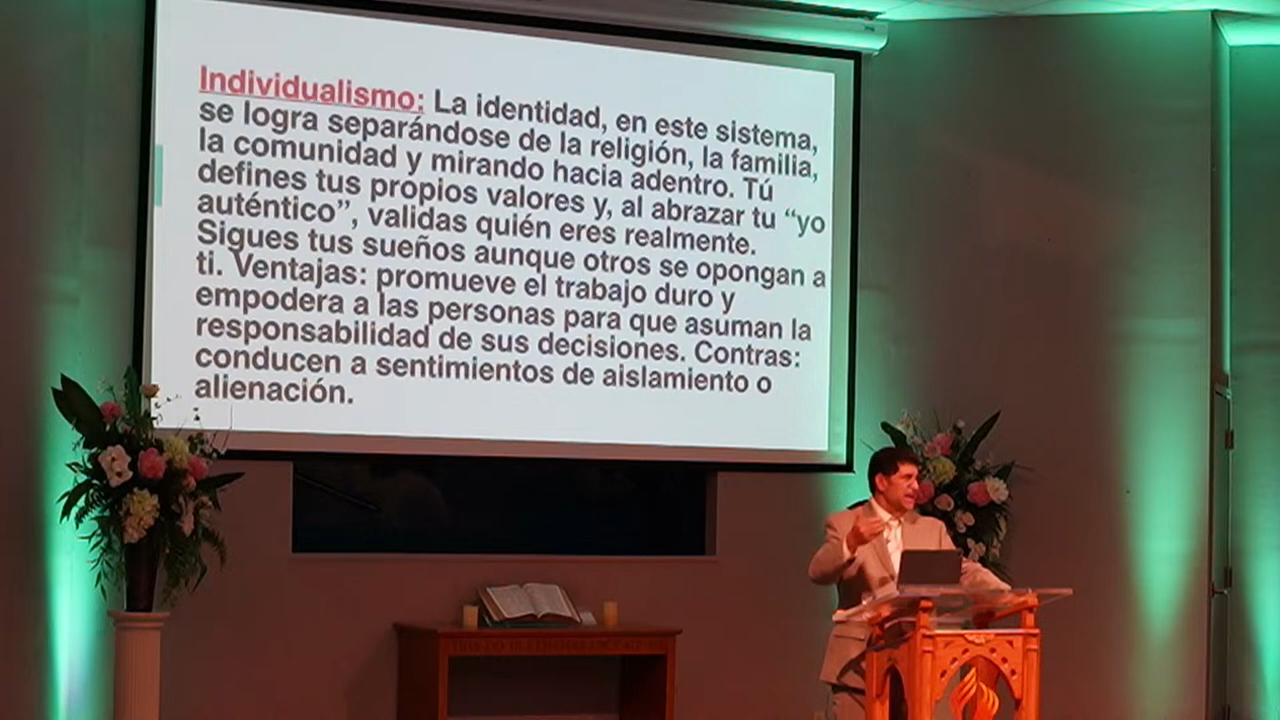 Individualismo: La identidad, en este sistema,
se logra separándose de la religión, la familia,
la comunidad y mirando hacia adentro. Tú
defines tus propios valores y, al abrazar tu “yo
auténtico”, validas quién eres realmente.
Sigues tus sueños aunque otros se opongan a
ti. Ventajas: promueve el trabajo duro y
empodera a las personas para que asuman la
responsabilidad de sus decisiones. Contras:
conducen a sentimientos de aislamiento o
alienación.